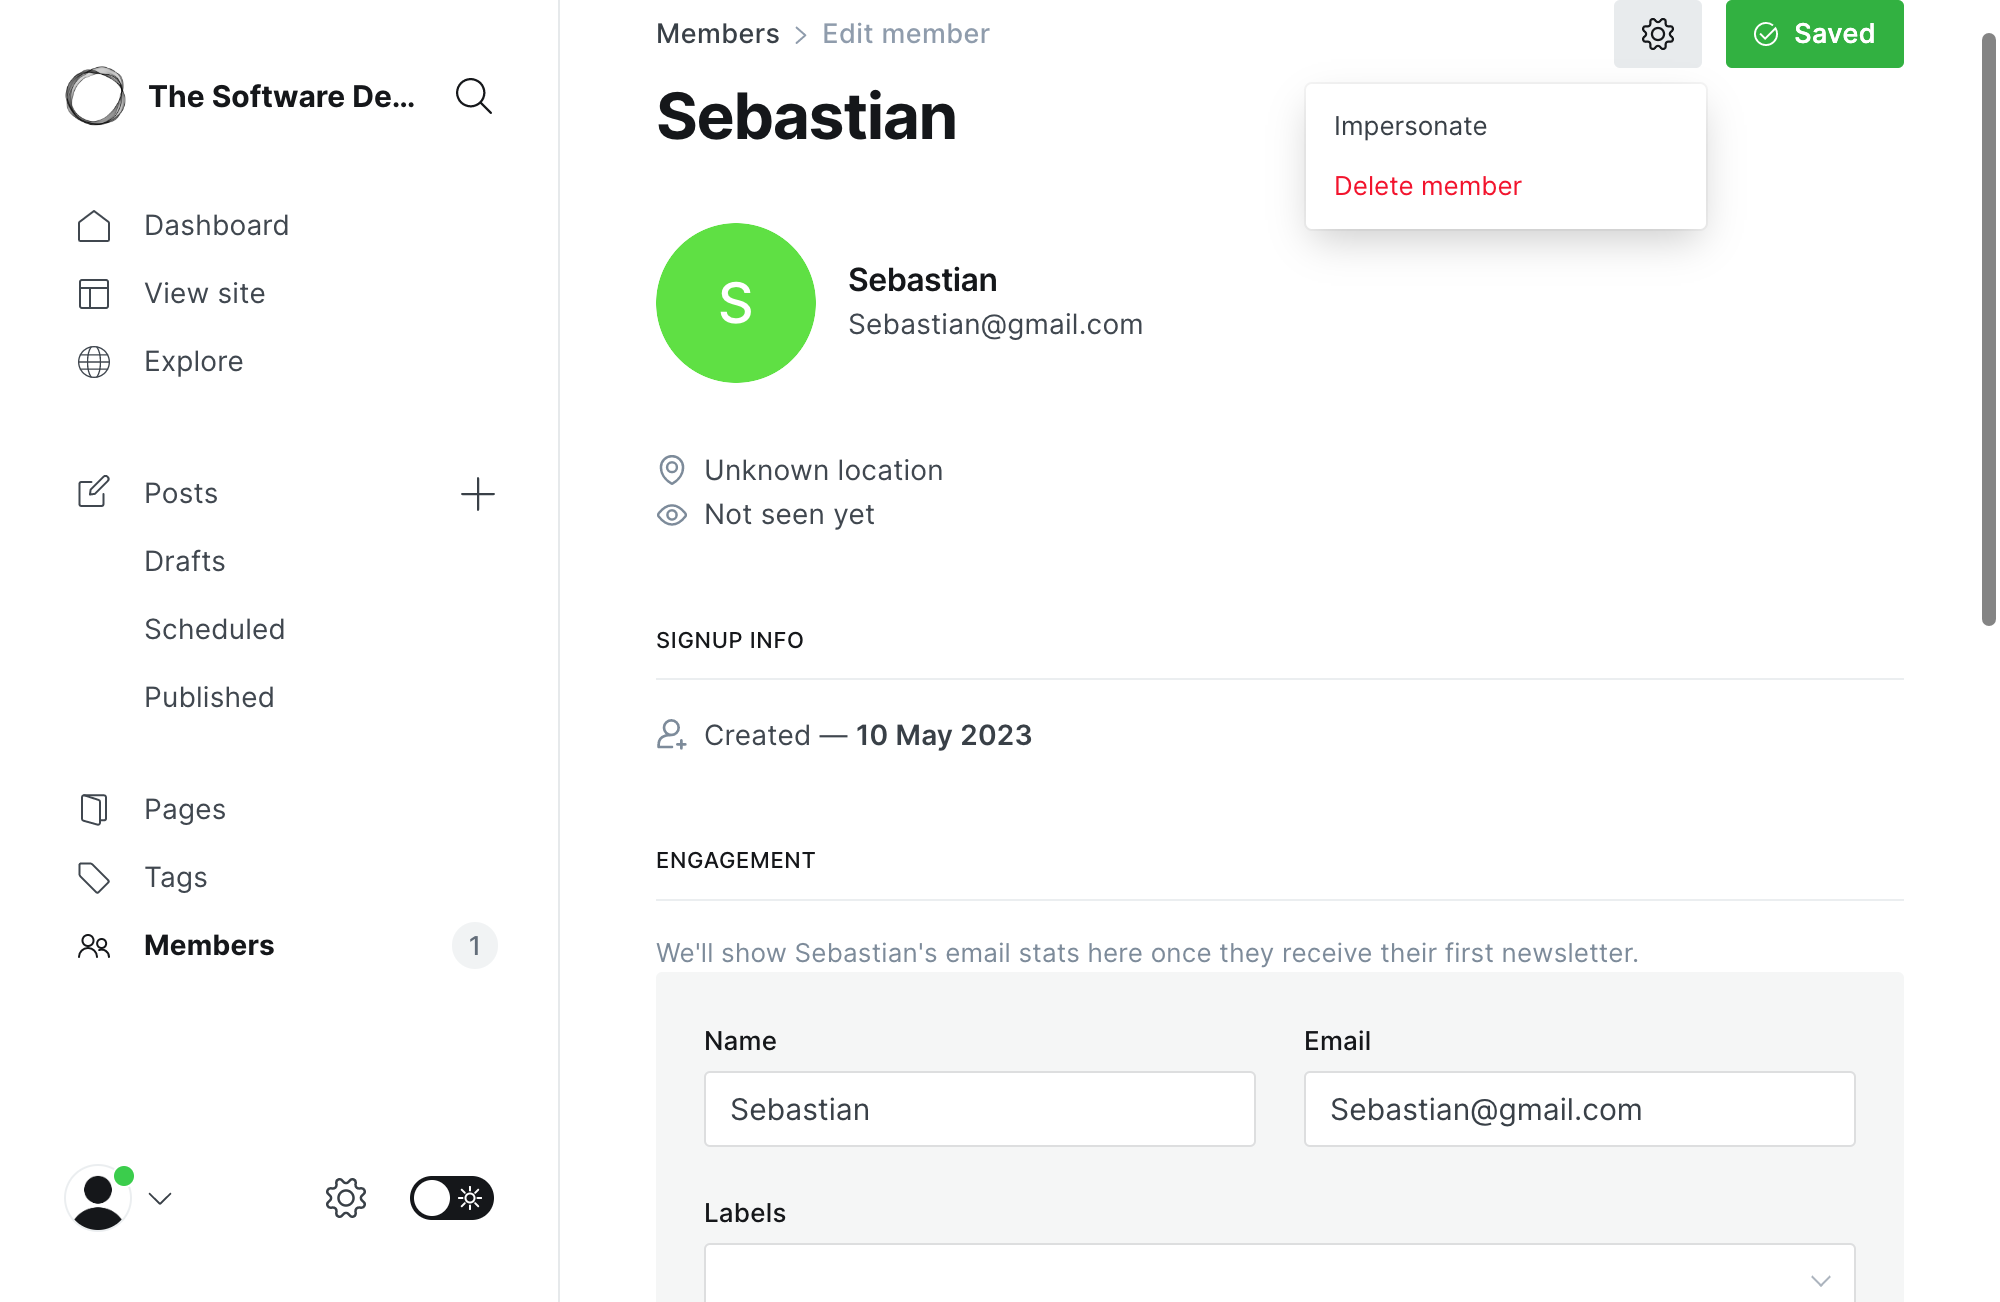 The Software De...
Dashboard
View site
Explore
Posts
Drafts
Scheduled
Published
Pages
Tags
Members
1
Members > Edit member
Saved
Sebastian
Impersonate
Delete member
S
Sebastian
Sebastian@gmail.com
Unknown location
Not seen yet
SIGNUP INFO
Created — 10 May 2023
ENGAGEMENT
We'll show Sebastian's email stats here once they receive their first newsletter.
Name
Email
Sebastian
Sebastian@gmail.com
Labels